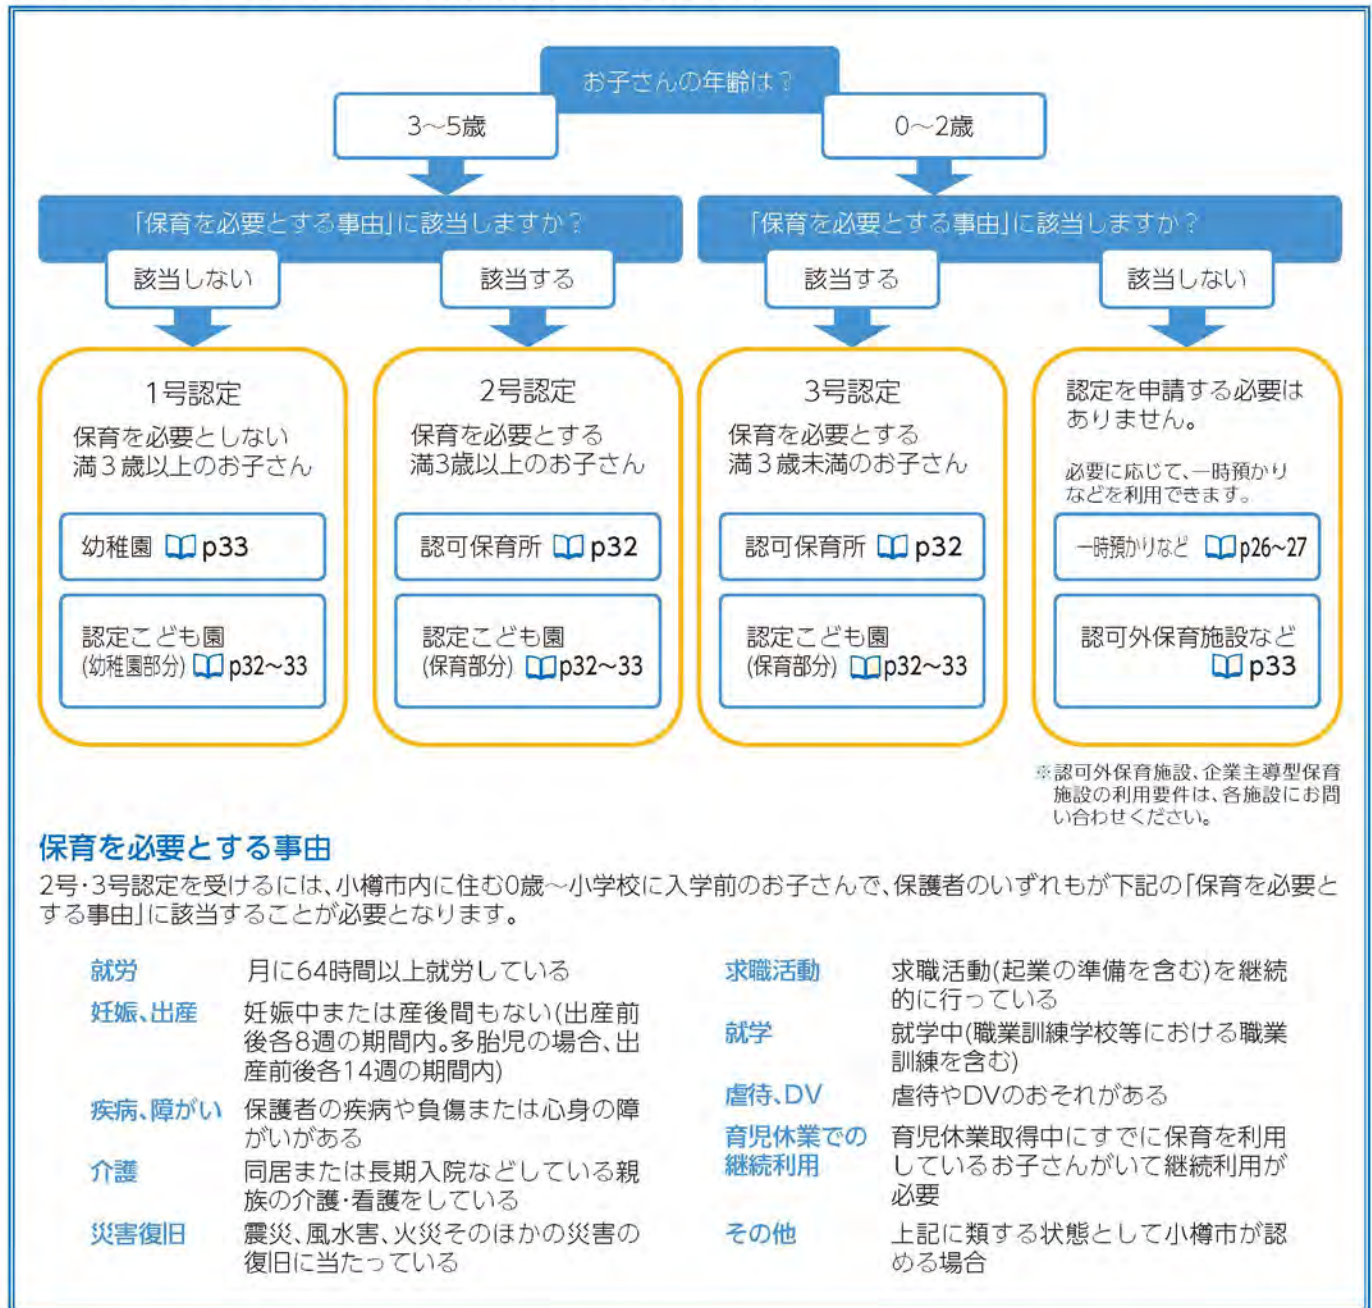 お子さんの年齢は？
3～5歳
0～2歳
「保育を必要とする事由」に該当しますか？
「保育を必要とする事由」に該当しますか？
該当しない
該当する
該当する
該当しない
1号認定
保育を必要としない
満３歳以上のお子さん
幼稚園 p33
認定こども園
(幼稚園部分) p32～33
2号認定
保育を必要とする
満3歳以上のお子さん
認可保育所 p32
認定こども園
(保育部分) p32～33
3号認定
保育を必要とする
満３歳未満のお子さん
認可保育所 p32
認定こども園
(保育部分) p32～33
認定を申請する必要は
ありません。
必要に応じて、一時預かり
などを利用できます。
一時預かりなど p26～27
認可外保育施設など
p33
※認可外保育施設、企業主導型保育
施設の利用要件は、各施設にお問
い合わせください。
保育を必要とする事由
2号・3号認定を受けるには、小樽市内に住む0歳～小学校に入学前のお子さんで、保護者のいずれもが下記の「保育を必要と
する事由」に該当することが必要となります。
就労 月に64時間以上就労している
妊娠、出産 妊娠中または産後間もない(出産前
後各8週の期間内。多胎児の場合、出
産前後各14週の期間内)
疾病、障がい 保護者の疾病や負傷または心身の障
がいがある
介護 同居または長期入院などしている親
族の介護・看護をしている
災害復旧 震災、風水害、火災そのほかの災害の
復旧に当たっている
求職活動 求職活動(起業の準備を含む)を継続
的に行っている
就学 就学中(職業訓練学校等における職業
訓練を含む)
虐待、DV 虐待やDVのおそれがある
育児休業での 育児休業取得中にすでに保育を利用
継続利用 しているお子さんがいて継続利用が
必要
その他 上記に類する状態として小樽市が認
める場合